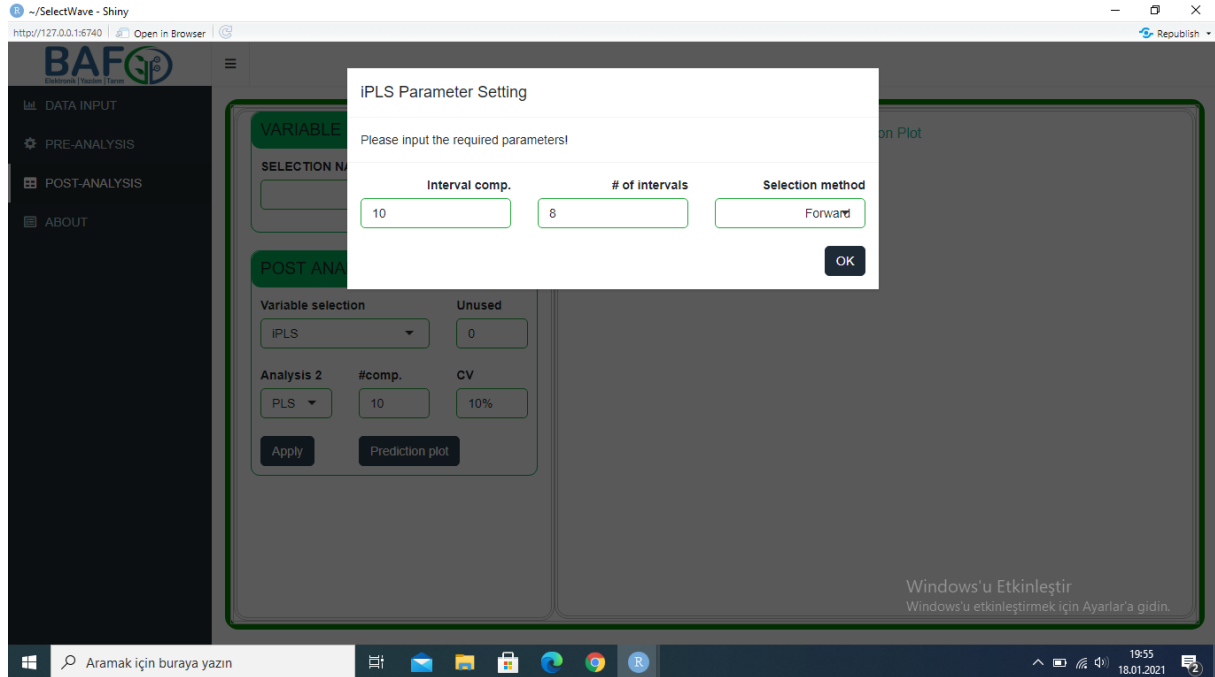 ~/SelectWave - Shiny
http://127.0.0.1:6740 Open in Browser Republish
BAF
Elektronik | Yazılım | Tarım
DATA INPUT
PRE-ANALYSIS
POST-ANALYSIS
ABOUT
VARIABLE
SELECTION NA
on Plot
iPLS Parameter Setting
Please input the required parameters!
Interval comp. # of intervals Selection method
10 8 Forward
OK
POST ANA
Variable selection Unused
iPLS 0
Analysis 2 #comp. CV
PLS 10 10%
Apply Prediction plot
Windows'u Etkinleştir
Windows'u etkinleştirmek için Ayarlar'a gidin.
Aramak için buraya yazın
19:55
18.01.2021
2